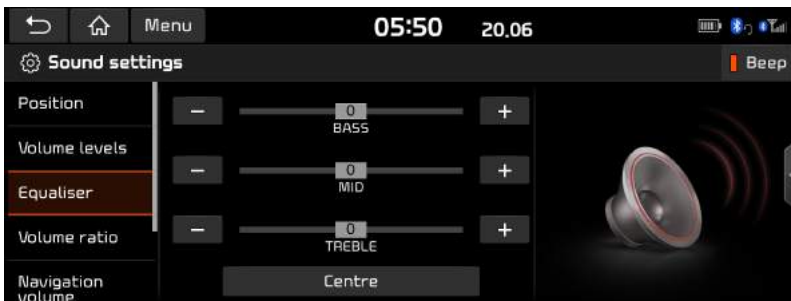 Menu
05:50
20.06
Sound settings
Beep
Position
Volume levels
Equaliser
Volume ratio
Navigation
volume
0
BASS
0
MID
0
TREBLE
Centre